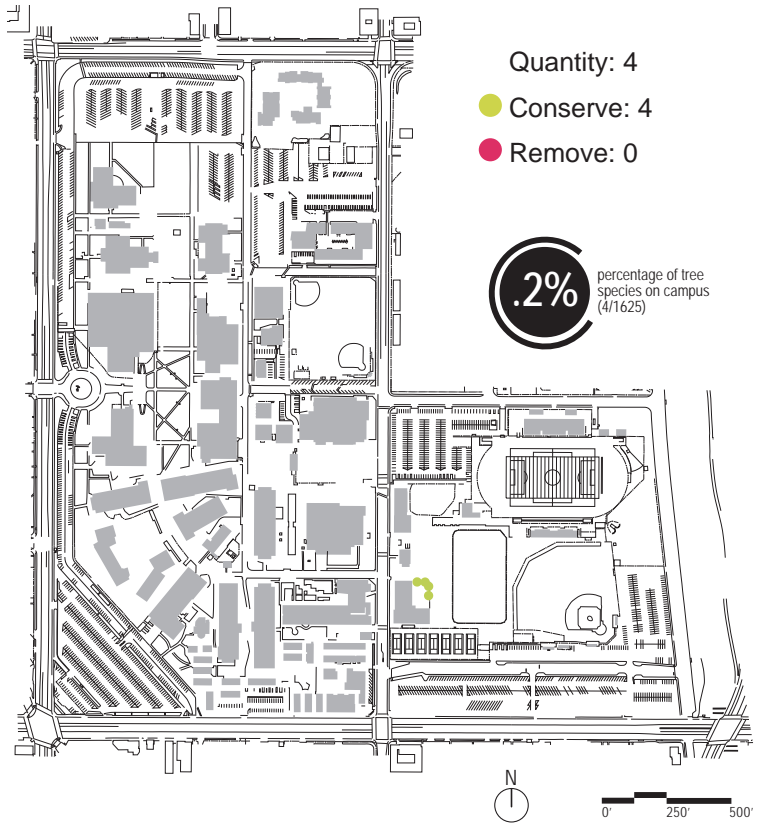 Quantity: 4
Conserve: 4
Remove: 0
.2%
percentage of tree
species on campus
(4/1625)
N
0'
250'
500'